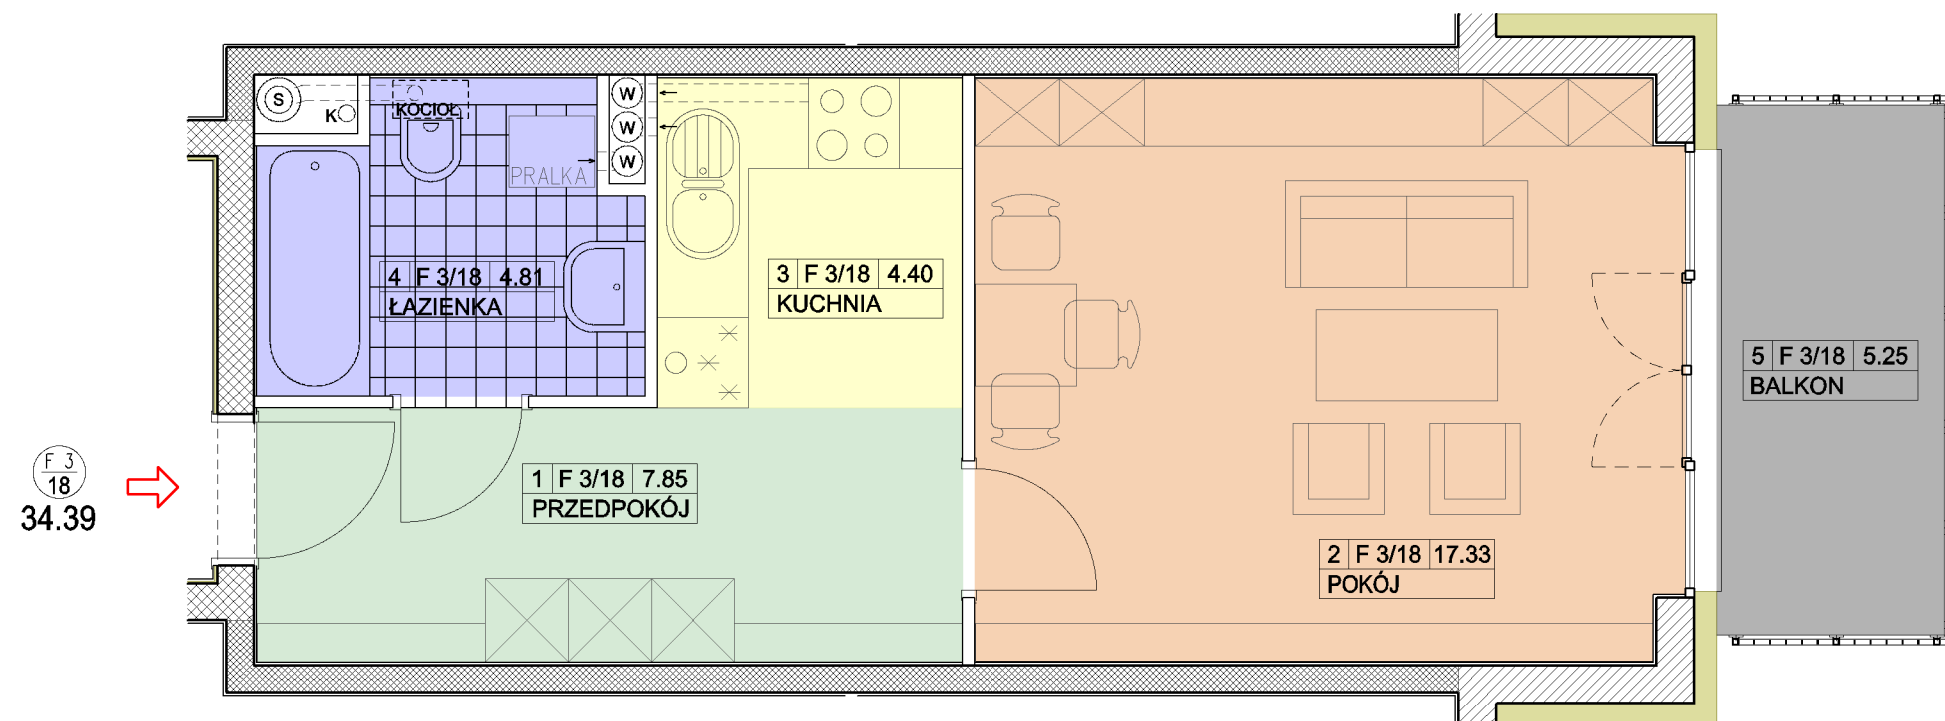 S
K
KOCIOŁ
PRALKA
W
W
W
4 F 3/18 4.81
ŁAZIENKA
3 F 3/18 4.40
KUCHNIA
5 F 3/18 5.25
BALKON
F 3
18
34.39
1 F 3/18 7.85
PRZEDPOKÓJ
2 F 3/18 17.33
POKÓJ